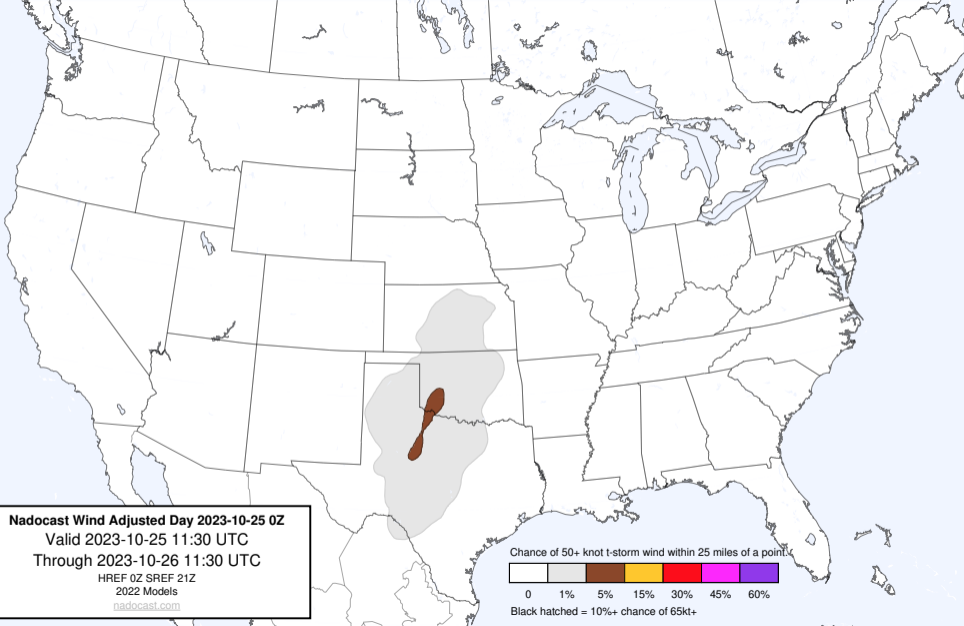 Nadocast Wind Adjusted Day 2023-10-25 0Z
Valid 2023-10-25 11:30 UTC
Through 2023-10-26 11:30 UTC
HREF 0Z SREF 21Z
2022 Models
nadocast.com
Chance of 50+ knot t-storm wind within 25 miles of a point.
0 1% 5% 15% 30% 45% 60%
Black hatched = 10%+ chance of 65kt+